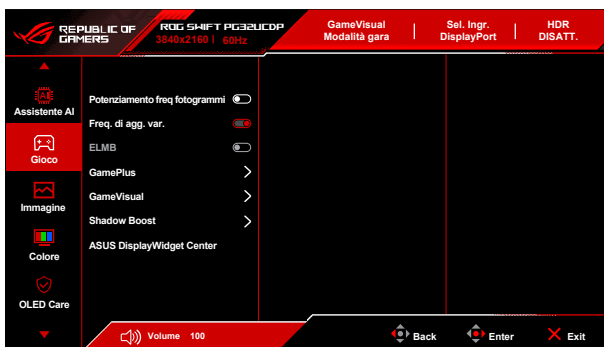 REPUBLIC OF
GAMERS
ROG SWIFT PG32UCDP
3840x2160 | 60Hz
GameVisual
Modalità gara
Sel. Ingr.
DisplayPort
HDR
DISATT.
AI
Assistente AI
Gioco
Immagine
Colore
OLED Care
Potenziamento freq fotogrammi
Freq. di agg. var.
ELMB
GamePlus
GameVisual
Shadow Boost
ASUS DisplayWidget Center
Volume 100
Back
Enter
Exit